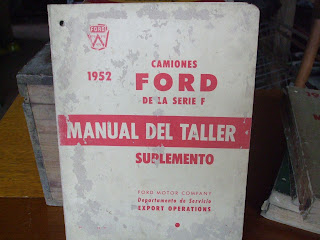 FORD
CAMIONES
1952
FORD
DE LA SERIE F
MANUAL DEL TALLER
SUPLEMENTO
FORD MOTOR COMPANY
Departamento de Servicio
EXPORT OPERATIONS